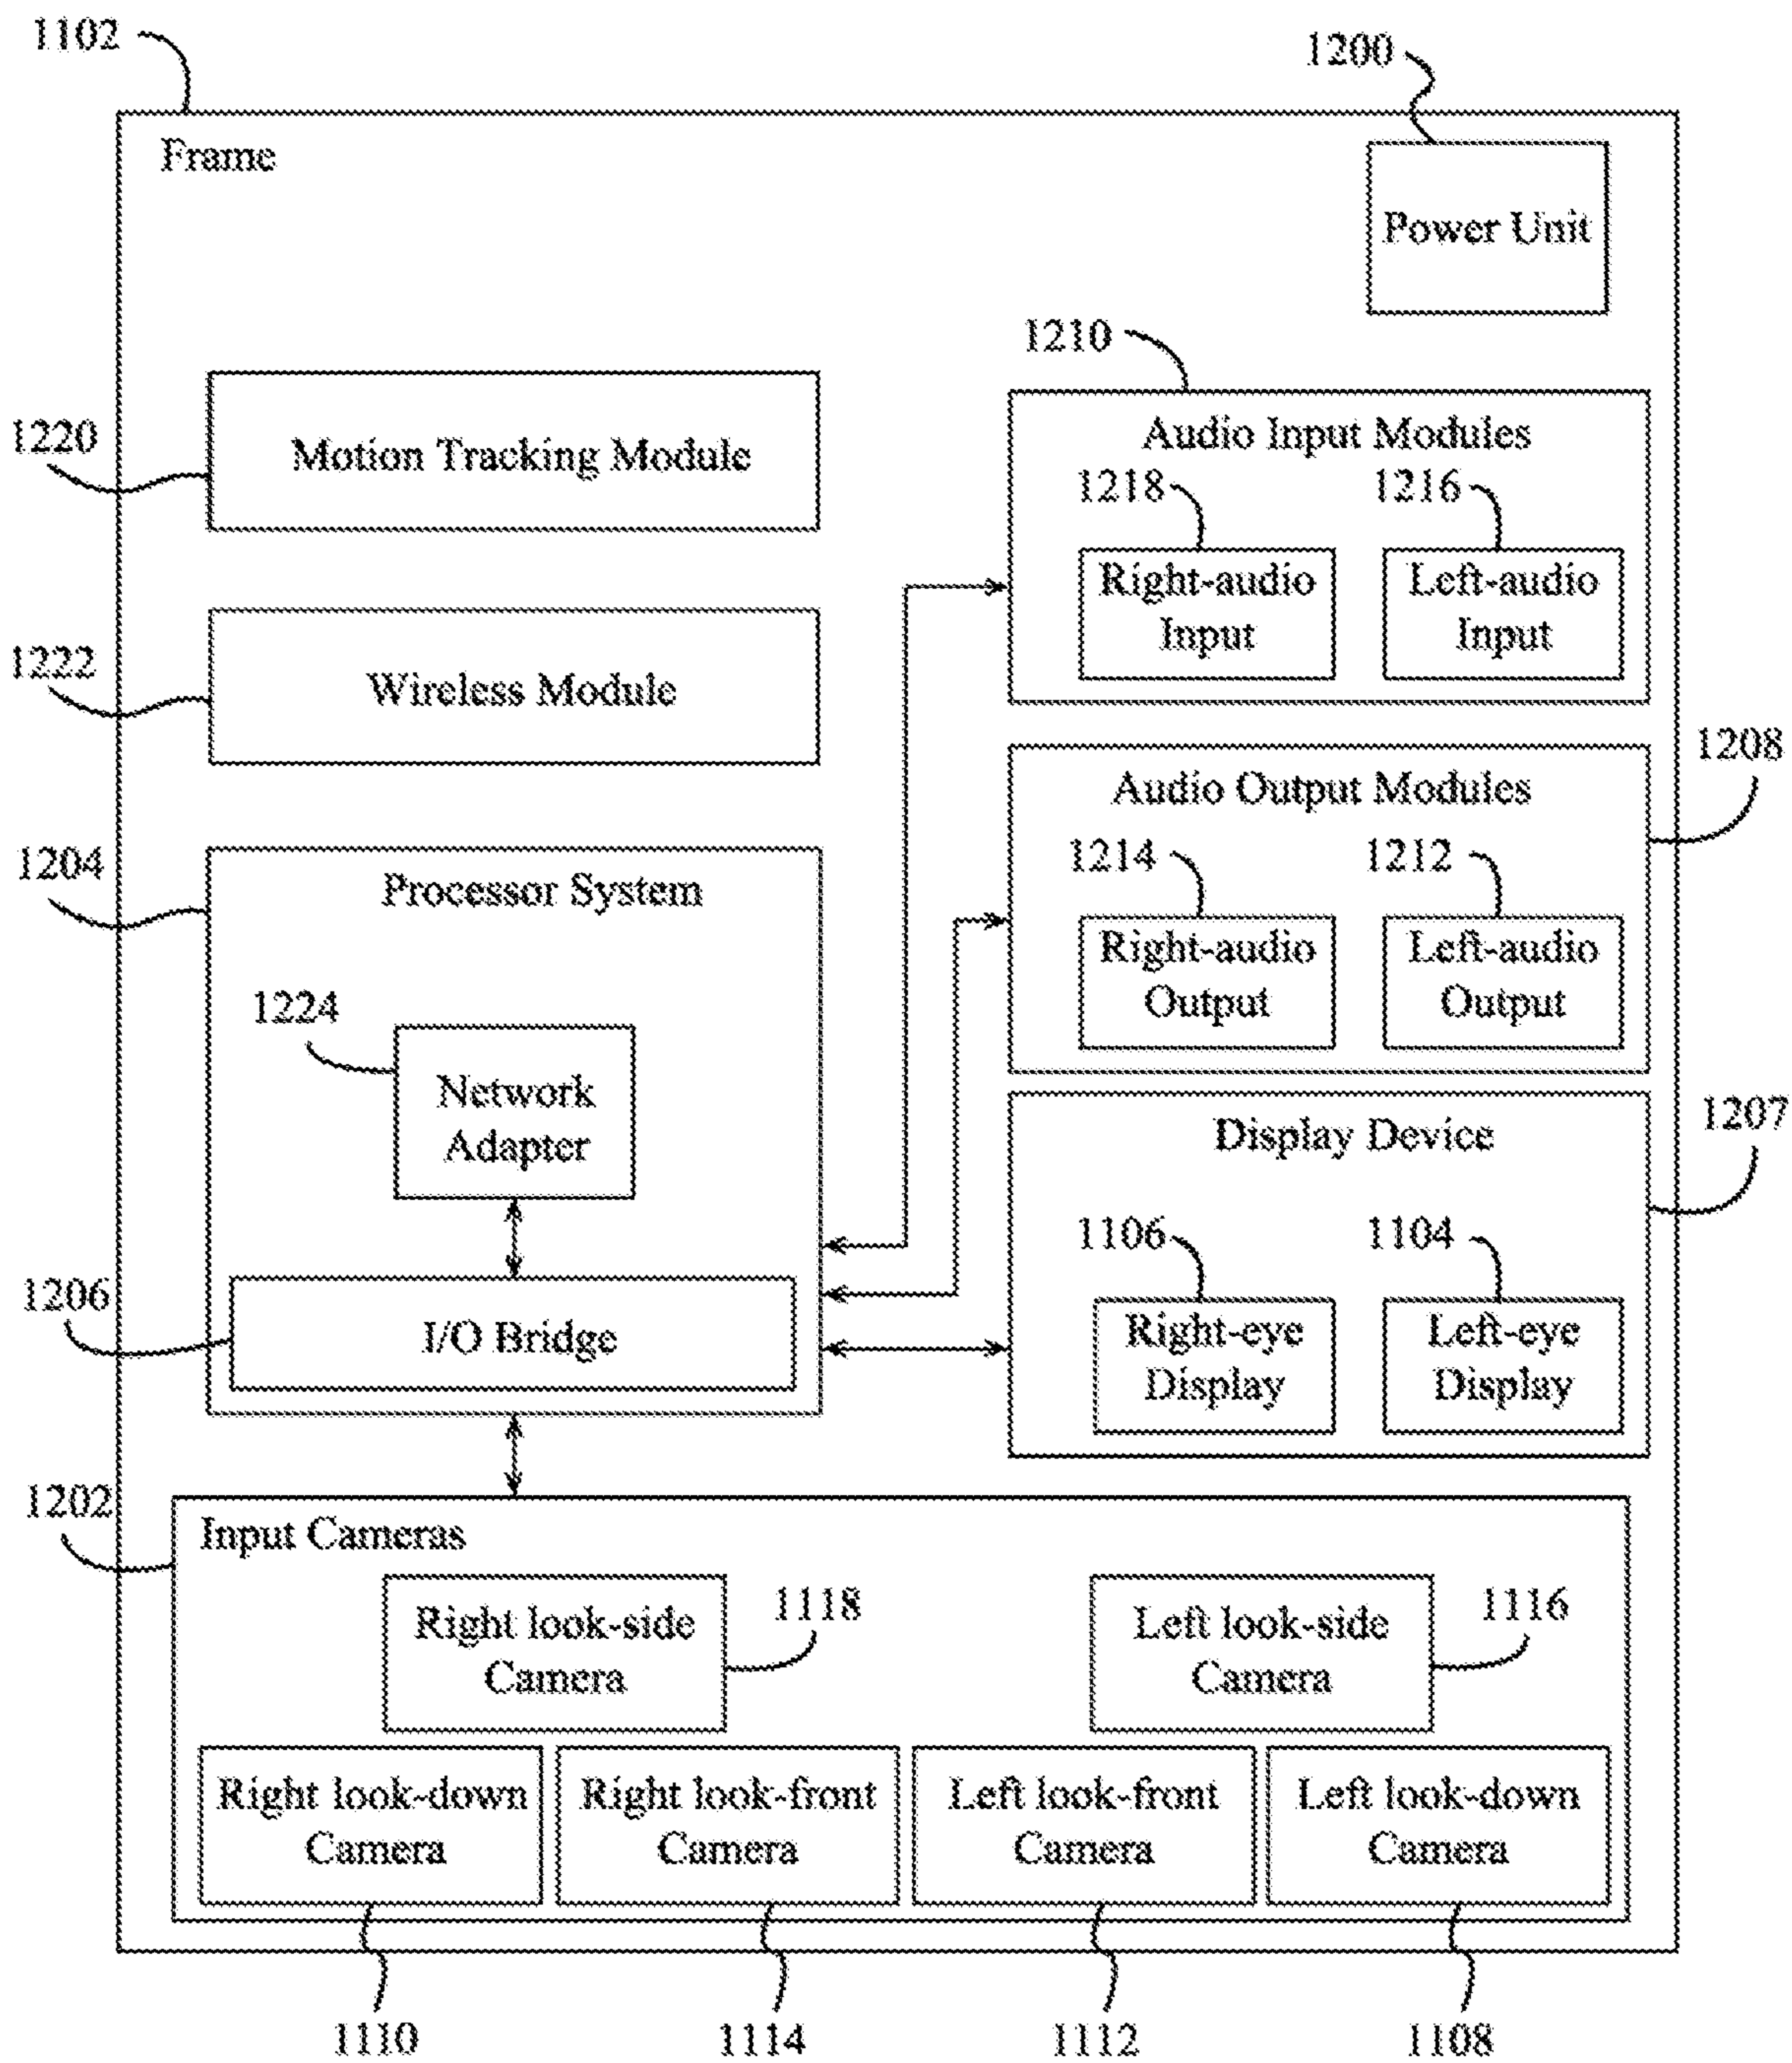 1102
1200
Frame
Power Unit
1210
1220
Motion Tracking Module
Audio Input Modules
1218
1216
Right-audio
Input
Left-audio
Input
1222
Wireless Module
1208
Audio Output Modules
1214
1212
Right-audio
Output
Left-audio
Output
1204
Processor System
1224
Network
Adapter
1207
Display Device
1106
1104
Right-eye
Display
Left-eye
Display
1206
I/O Bridge
1202
Input Cameras
Right look-side
Camera
1118
Left look-side
Camera
1116
Right look-down
Camera
Right look-front
Camera
Left look-front
Camera
Left look-down
Camera
1110
1114
1112
1108